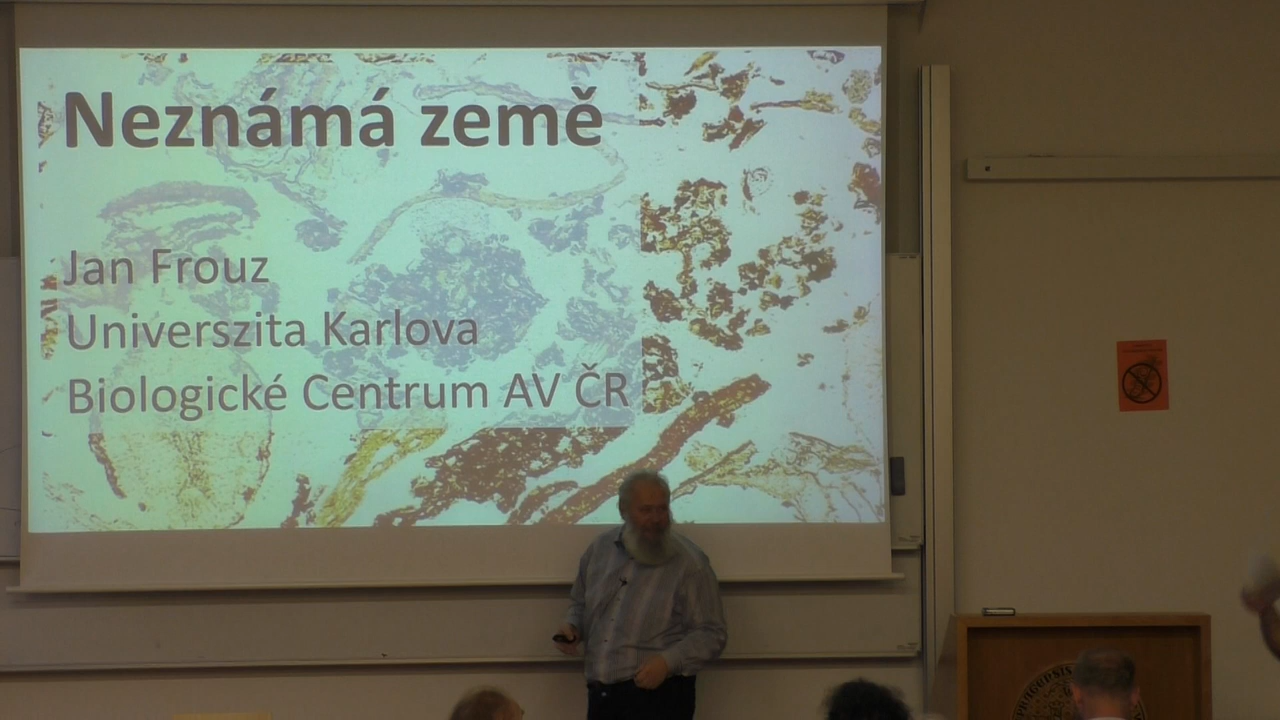 Neznámá země
Jan Frouz
Universzita Karlova
Biologické Centrum AV ČR